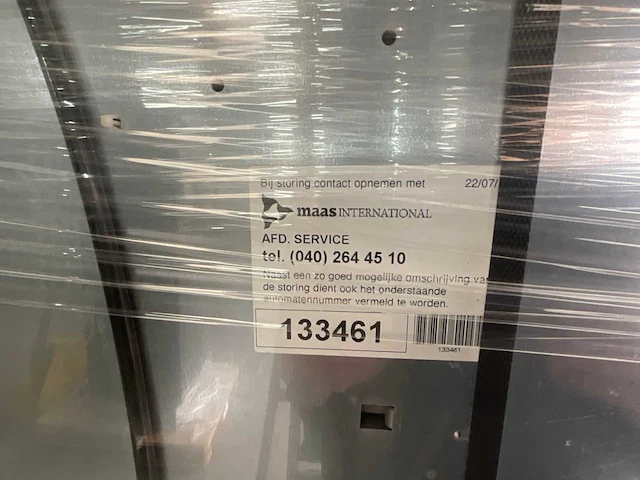 Bij storing contact opnemen met 22/07/
maas INTERNATIONAL
AFD. SERVICE
tel. (040) 264 45 10
Naast een zo goed mogelijke omschrijving van
de storing dient ook het onderstaande
automatennummer vermeld te worden.
133461
133461